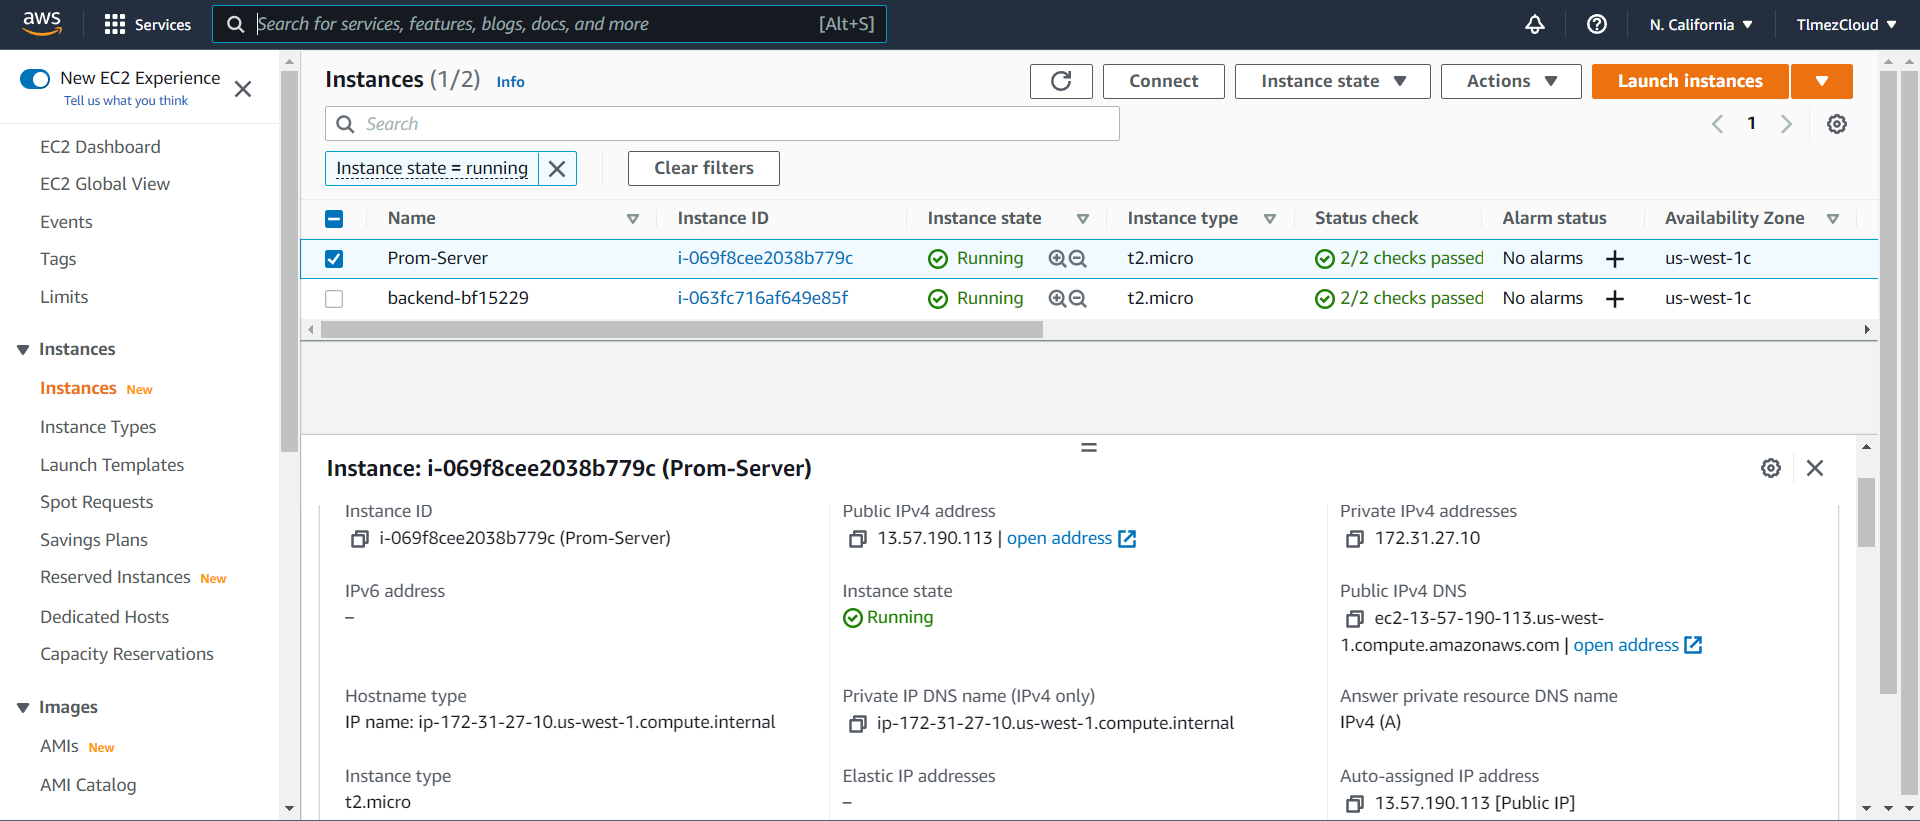 aws
Services
Search for services, features, blogs, docs, and more
[Alt+S]
N. California
TlmezCloud
New EC2 Experience
Tell us what you think
EC2 Dashboard
EC2 Global View
Events
Tags
Limits
Instances
Instances New
Instance Types
Launch Templates
Spot Requests
Savings Plans
Reserved Instances New
Dedicated Hosts
Capacity Reservations
Images
AMIs New
AMI Catalog
Instances (1/2) Info
Connect
Instance state
Actions
Launch instances
Search
1
Instance state = running
Clear filters
Name Instance ID Instance state Instance type Status check Alarm status Availability Zone
Prom-Server i-069f8cee2038b779c Running t2.micro 2/2 checks passed No alarms + us-west-1c
backend-bf15229 i-063fc716af649e85f Running t2.micro 2/2 checks passed No alarms + us-west-1c
Instance: i-069f8cee2038b779c (Prom-Server)
Instance ID
i-069f8cee2038b779c (Prom-Server)
Public IPv4 address
13.57.190.113 | open address
Private IPv4 addresses
172.31.27.10
IPv6 address
–
Instance state
Running
Public IPv4 DNS
ec2-13-57-190-113.us-west-
1.compute.amazonaws.com | open address
Hostname type
IP name: ip-172-31-27-10.us-west-1.compute.internal
Private IP DNS name (IPv4 only)
ip-172-31-27-10.us-west-1.compute.internal
Answer private resource DNS name
IPv4 (A)
Instance type
t2.micro
Elastic IP addresses
–
Auto-assigned IP address
13.57.190.113 [Public IP]